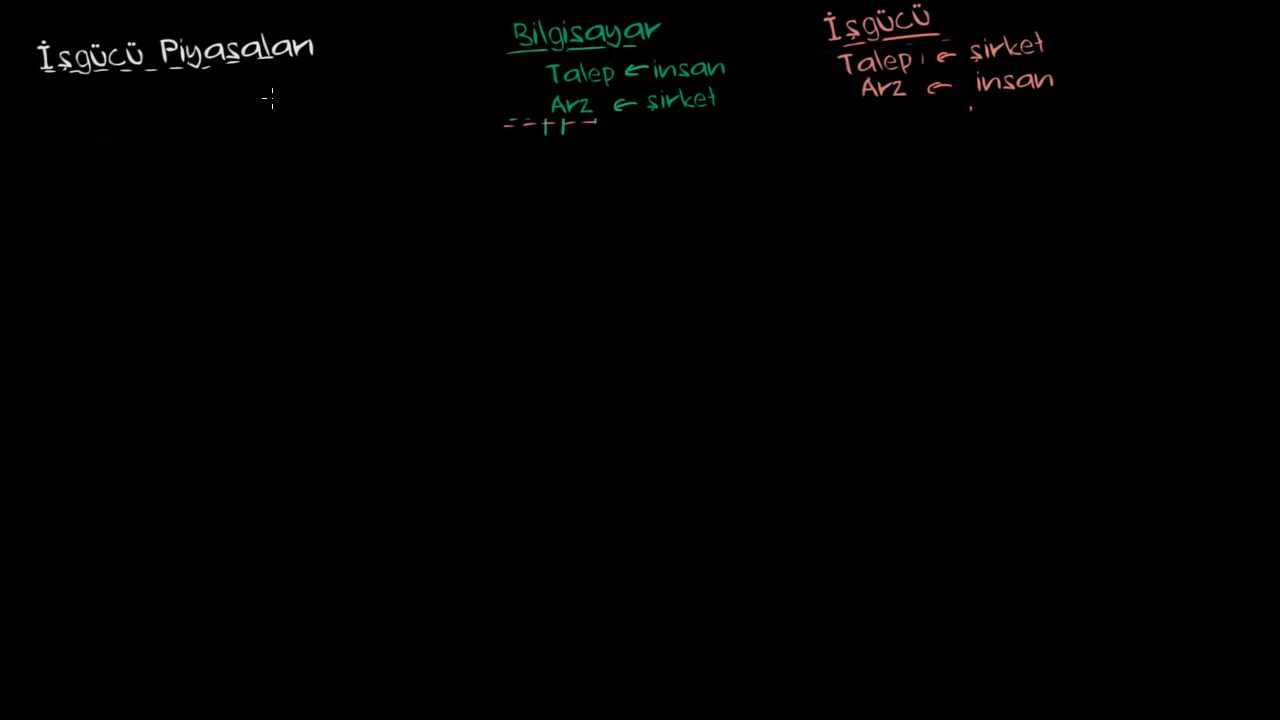 İşgücü Piyasaları
Bilgisayar
Talep ← insan
Arz ← şirket
İşgücü
Talep ← şirket
Arz ← insan